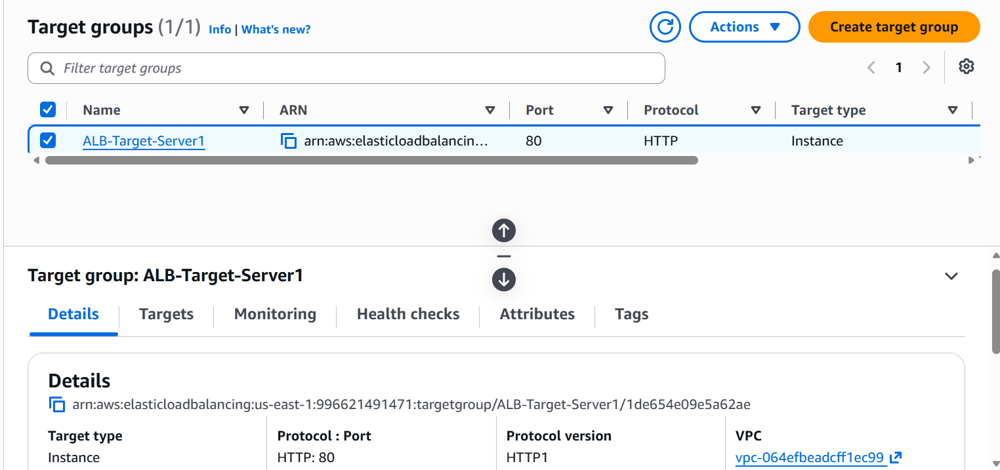 Target groups (1/1) Info | What's new? Actions Create target group
Filter target groups 1
Name ARN Port Protocol Target type
ALB-Target-Server1 arn:aws:elasticloadbalancin... 80 HTTP Instance
Target group: ALB-Target-Server1
Details Targets Monitoring Health checks Attributes Tags
Details
arn:aws:elasticloadbalancing:us-east-1:996621491471:targetgroup/ALB-Target-Server1/1de654e09e5a62ae
Target type Protocol : Port Protocol version VPC
Instance HTTP: 80 HTTP1 vpc-064efbeadcff1ec99